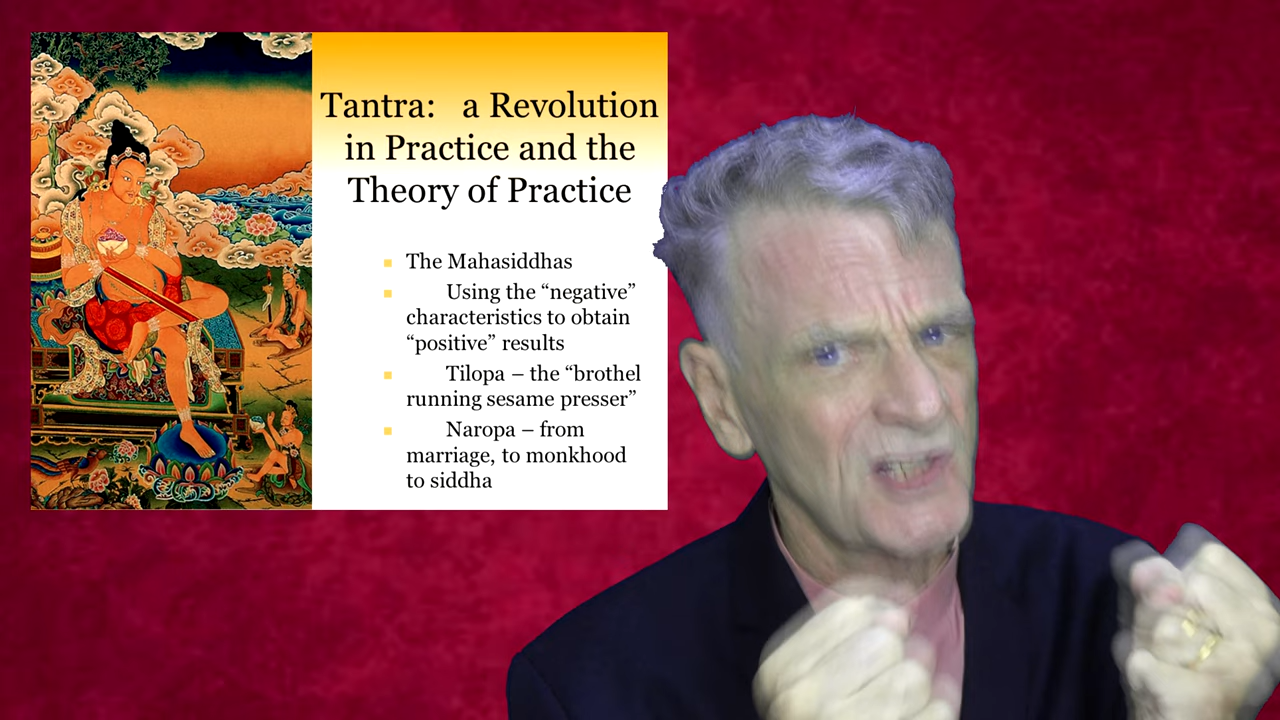 Tantra: a Revolution
in Practice and the
Theory of Practice
The Mahasiddhas
Using the “negative”
characteristics to obtain
“positive” results
Tilopa – the “brothel
running sesame presser”
Naropa – from
marriage, to monkhood
to siddha